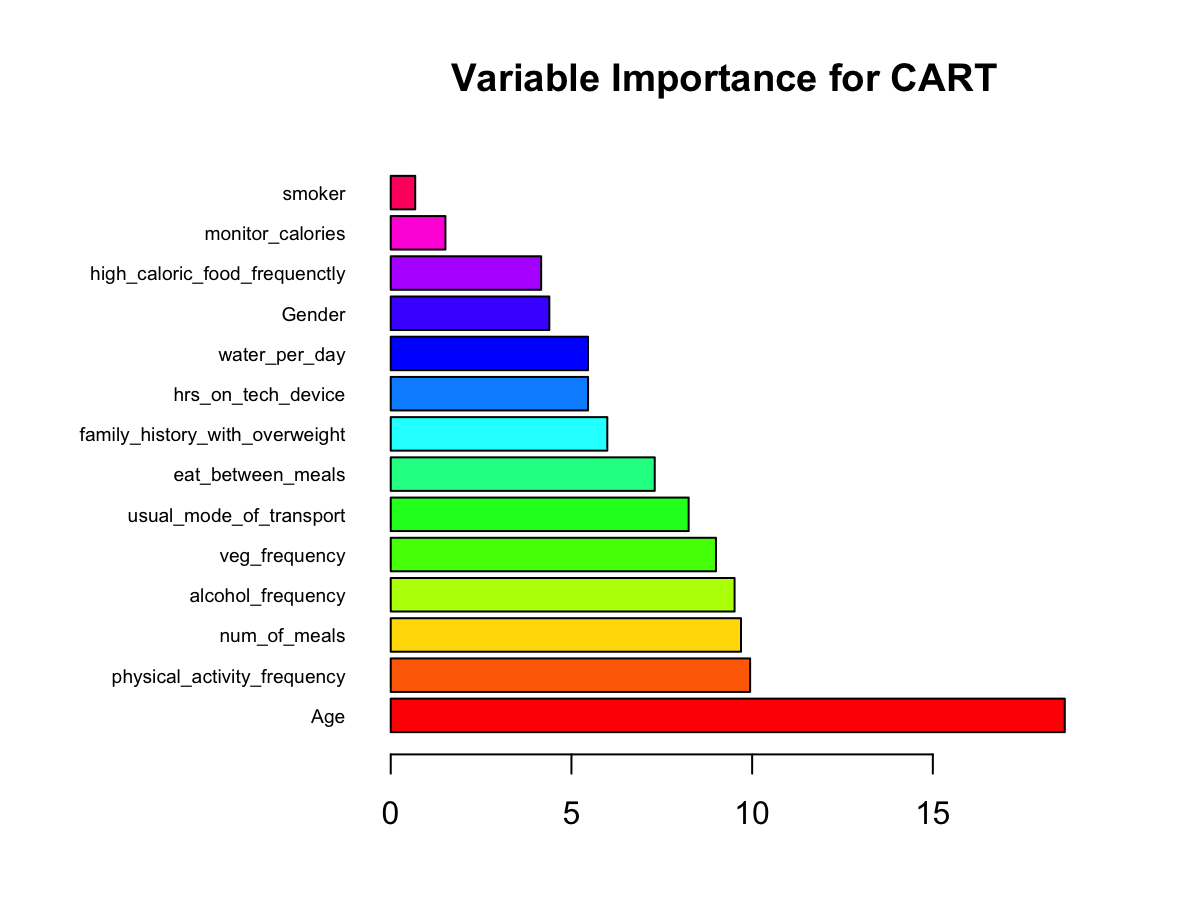 Variable Importance for CART
smoker
monitor_calories
high_caloric_food_frequenctly
Gender
water_per_day
hrs_on_tech_device
family_history_with_overweight
eat_between_meals
usual_mode_of_transport
veg_frequency
alcohol_frequency
num_of_meals
physical_activity_frequency
Age
0 5 10 15